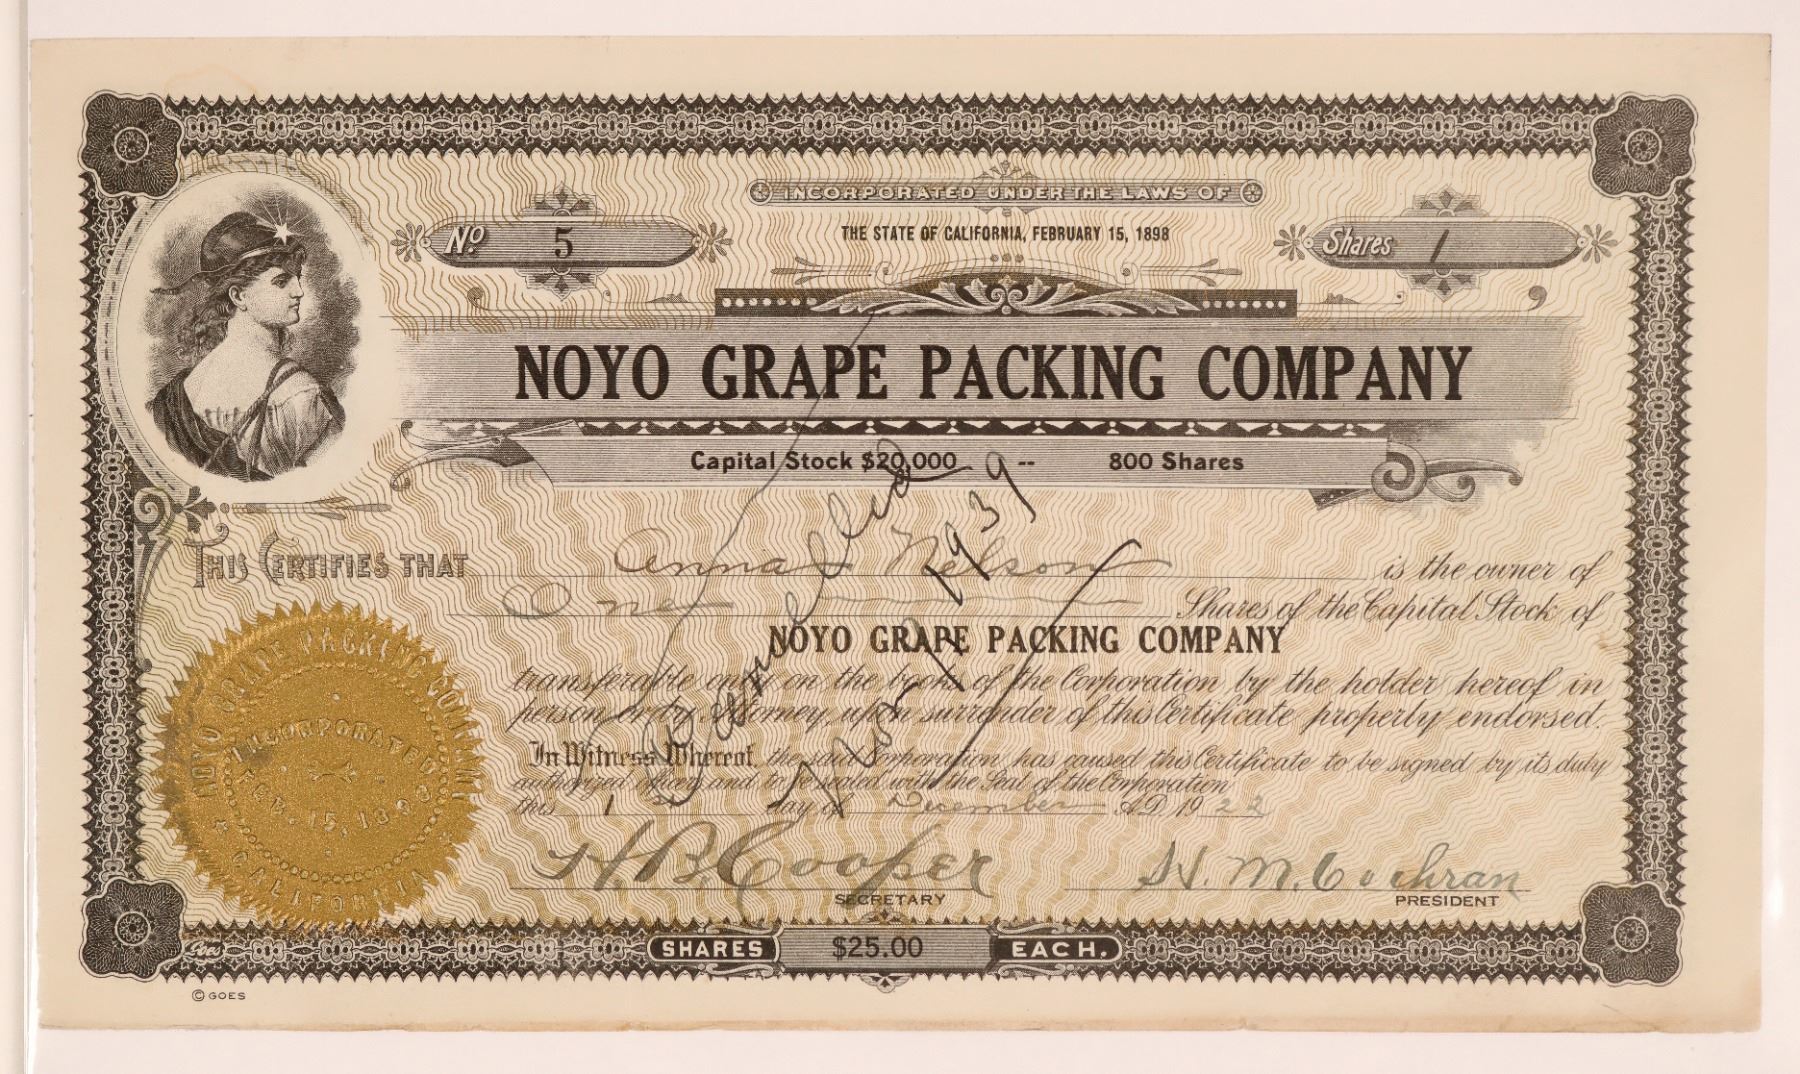 INCORPORATED UNDER THE LAWS OF
THE STATE OF CALIFORNIA, FEBRUARY 15, 1898
No 5
Shares 1
NOYO GRAPE PACKING COMPANY
Capital Stock $20,000 -- 800 Shares
THIS CERTIFIES THAT Anna Nelson is the owner of
One Shares of the Capital Stock of
NOYO GRAPE PACKING COMPANY
transferable only on the books of the Corporation by the holder hereof in
person or by Attorney, upon surrender of this Certificate properly endorsed.
In Witness Whereof, the said Corporation has caused this Certificate to be signed by its duly
authorized officers and to be sealed with the Seal of the Corporation
this 1 day of December A.D. 1922
Cancelled
1939
H. B. Cooper
SECRETARY
H. M. Cochran
PRESIDENT
NOYO GRAPE PACKING COMPANY
INCORPORATED
FEB. 15, 1898
CALIFORNIA
SHARES $25.00 EACH.
Goes
© GOES